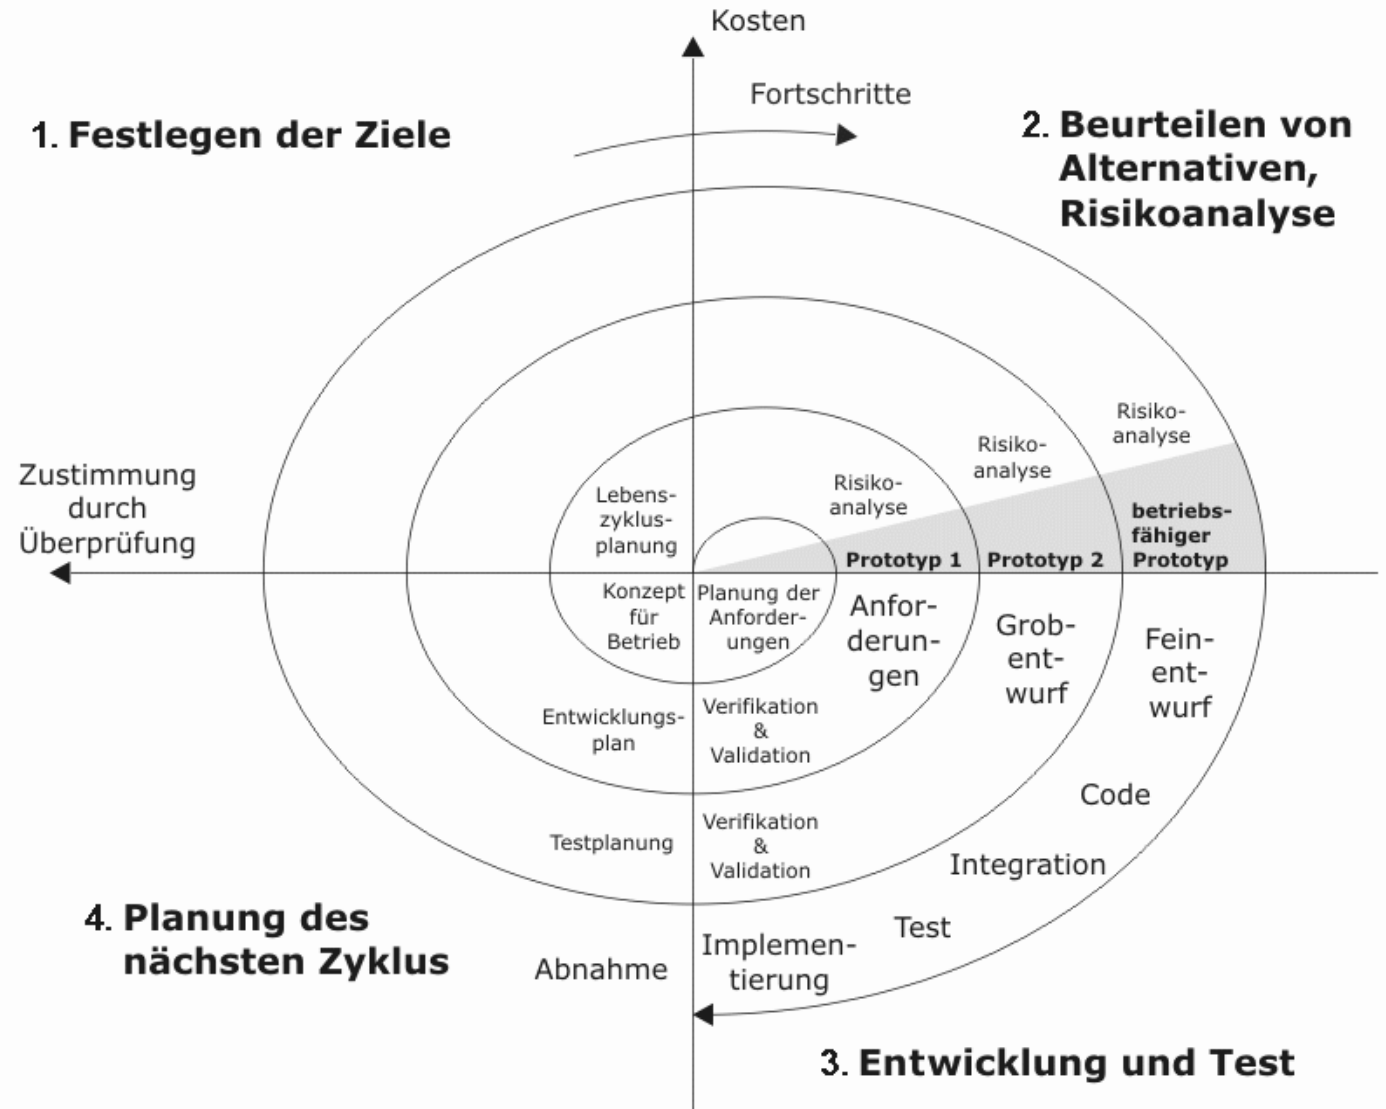 Kosten
Fortschritte
1. Festlegen der Ziele
2. Beurteilen von
Alternativen,
Risikoanalyse
Risiko-
analyse
Risiko-
analyse
Risiko-
analyse
Zustimmung
durch
Überprüfung
Lebens-
zyklus-
planung
Prototyp 1
Prototyp 2
betriebs-
fähiger
Prototyp
Konzept
für
Betrieb
Planung der
Anforder-
ungen
Anfor-
derun-
gen
Grob-
ent-
wurf
Fein-
ent-
wurf
Entwicklungs-
plan
Verifikation
&
Validation
Code
Testplanung
Verifikation
&
Validation
Integration
Test
4. Planung des
nächsten Zyklus
Abnahme
Implemen-
tierung
3. Entwicklung und Test